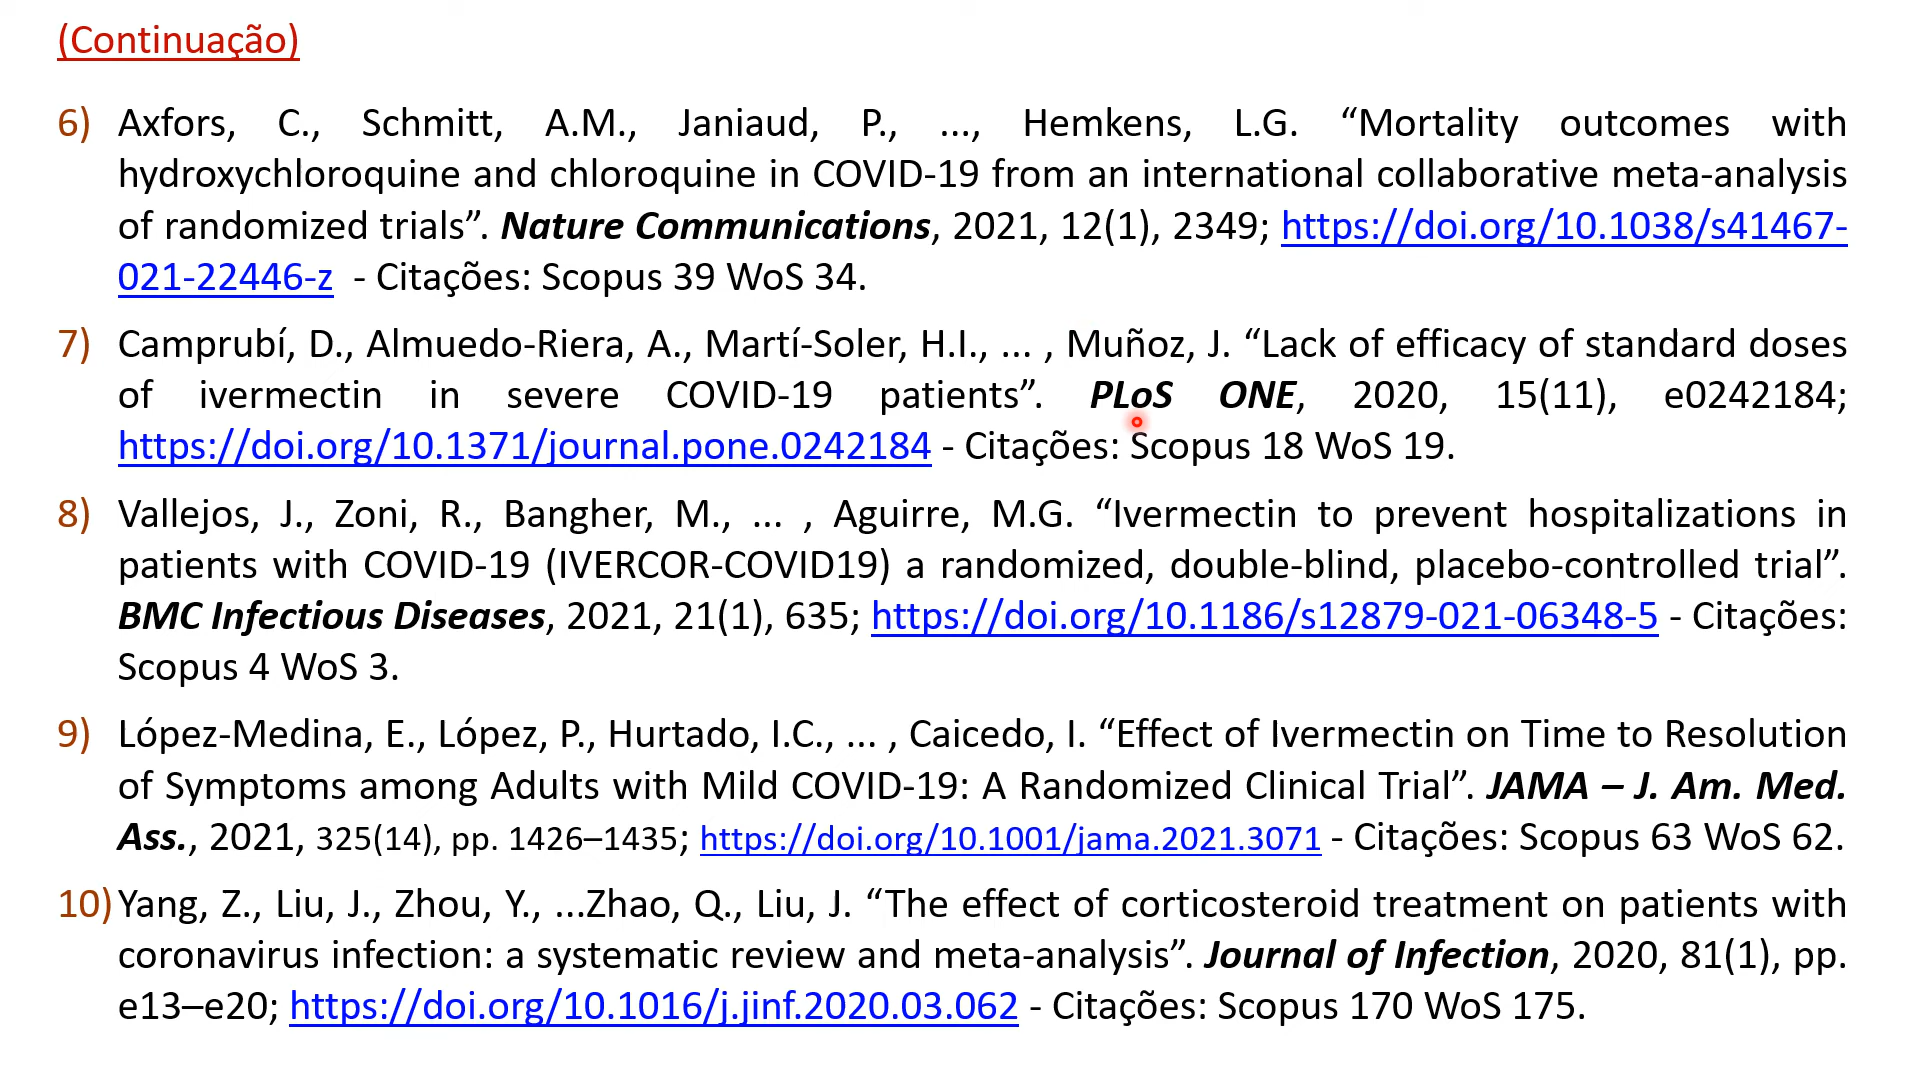 (Continuação)
6) Axfors, C., Schmitt, A.M., Janiaud, P., ..., Hemkens, L.G. “Mortality outcomes with
hydroxychloroquine and chloroquine in COVID-19 from an international collaborative meta-analysis
of randomized trials”. Nature Communications, 2021, 12(1), 2349; https://doi.org/10.1038/s41467-
021-22446-z - Citações: Scopus 39 WoS 34.
7) Camprubí, D., Almuedo-Riera, A., Martí-Soler, H.I., ... , Muñoz, J. “Lack of efficacy of standard doses
of ivermectin in severe COVID-19 patients”. PLoS ONE, 2020, 15(11), e0242184;
https://doi.org/10.1371/journal.pone.0242184 - Citações: Scopus 18 WoS 19.
8) Vallejos, J., Zoni, R., Bangher, M., ... , Aguirre, M.G. “Ivermectin to prevent hospitalizations in
patients with COVID-19 (IVERCOR-COVID19) a randomized, double-blind, placebo-controlled trial”.
BMC Infectious Diseases, 2021, 21(1), 635; https://doi.org/10.1186/s12879-021-06348-5 - Citações:
Scopus 4 WoS 3.
9) López-Medina, E., López, P., Hurtado, I.C., ... , Caicedo, I. “Effect of Ivermectin on Time to Resolution
of Symptoms among Adults with Mild COVID-19: A Randomized Clinical Trial”. JAMA – J. Am. Med.
Ass., 2021, 325(14), pp. 1426–1435; https://doi.org/10.1001/jama.2021.3071 - Citações: Scopus 63 WoS 62.
10) Yang, Z., Liu, J., Zhou, Y., ...Zhao, Q., Liu, J. “The effect of corticosteroid treatment on patients with
coronavirus infection: a systematic review and meta-analysis”. Journal of Infection, 2020, 81(1), pp.
e13–e20; https://doi.org/10.1016/j.jinf.2020.03.062 - Citações: Scopus 170 WoS 175.